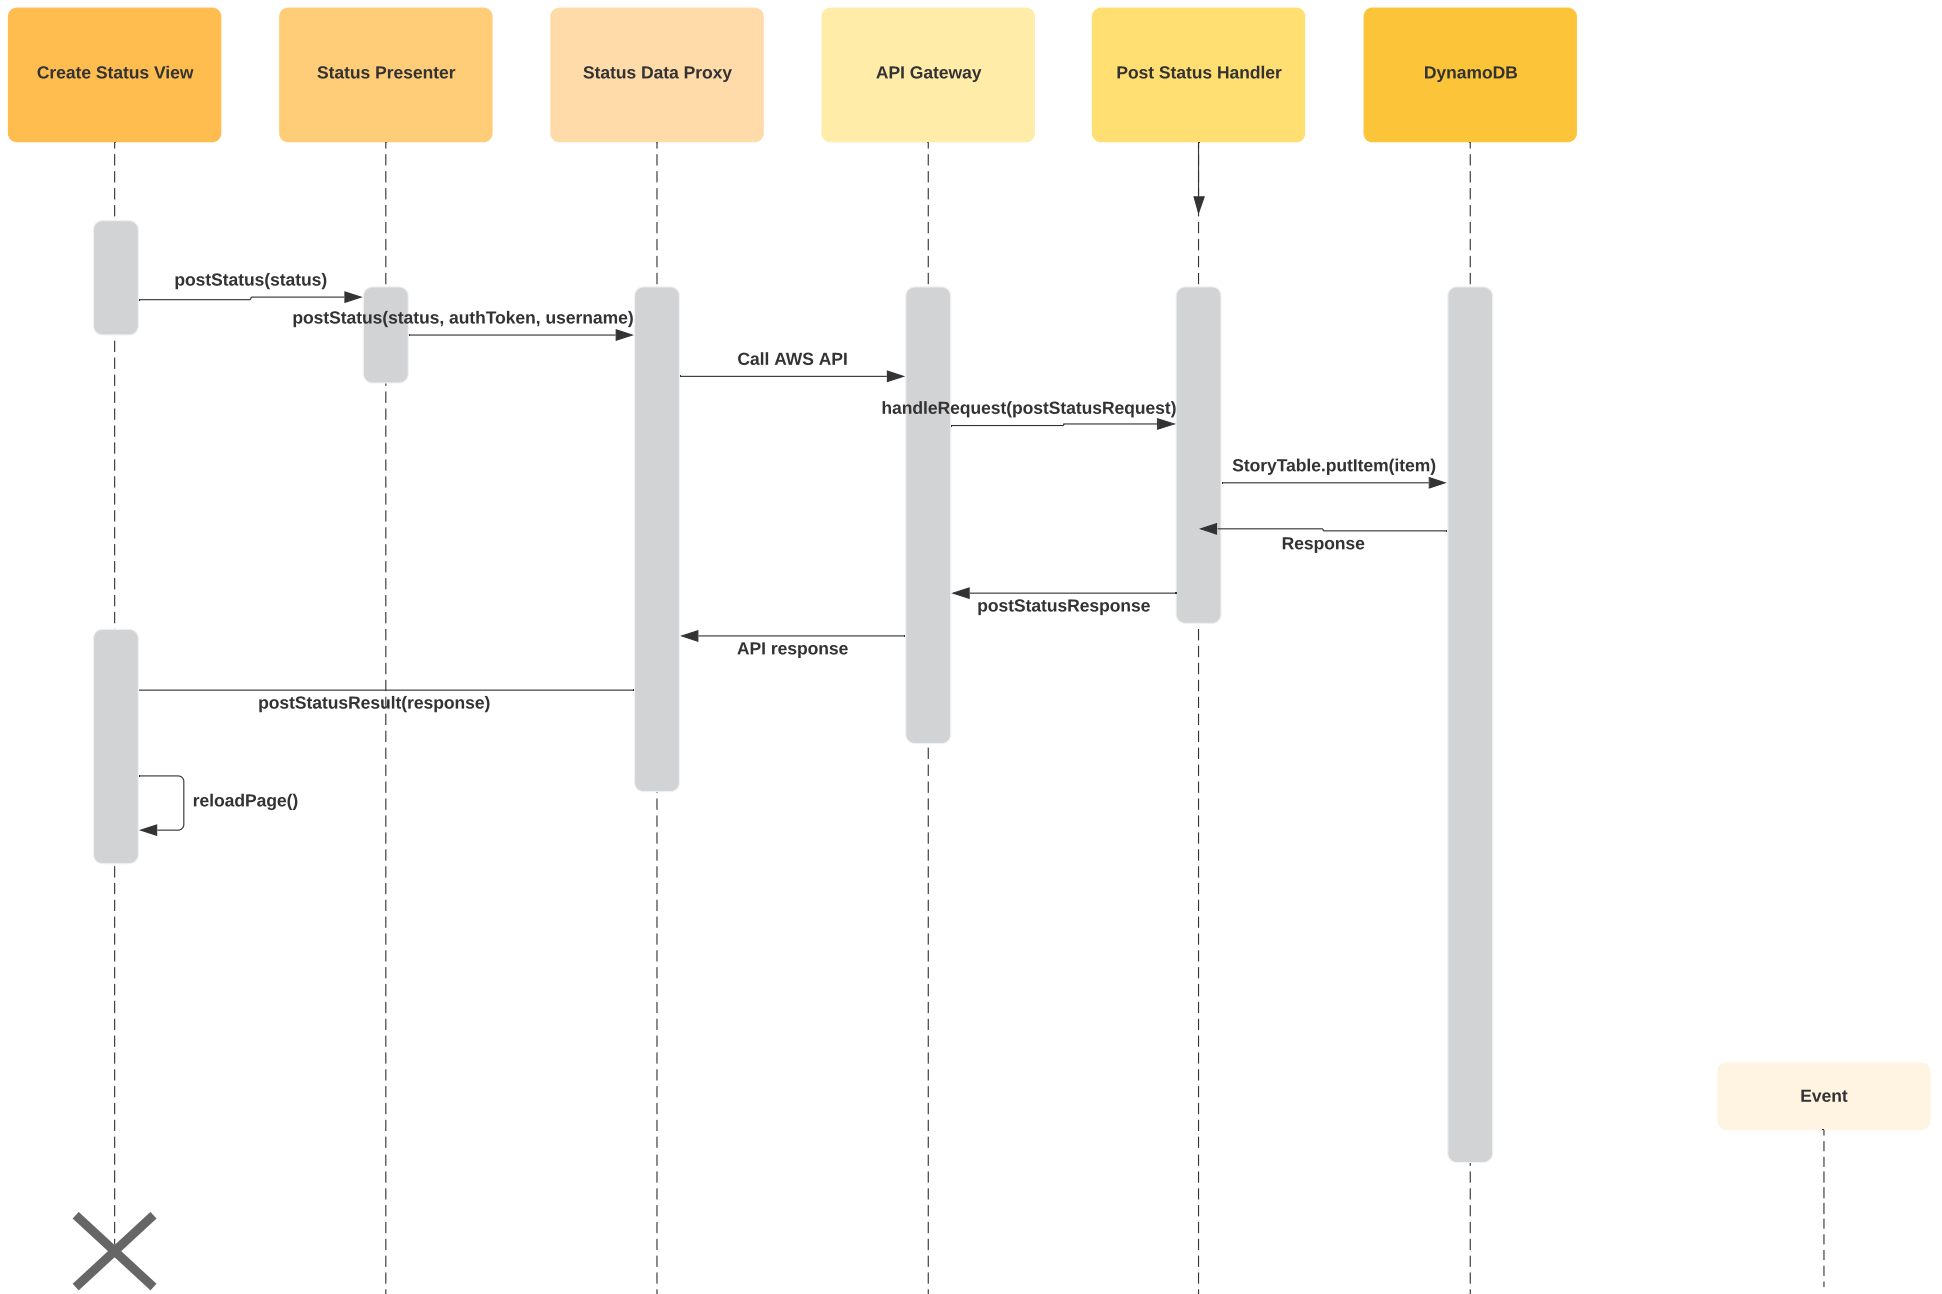 Create Status View
Status Presenter
Status Data Proxy
API Gateway
Post Status Handler
DynamoDB
postStatus(status)
postStatus(status, authToken, username)
Call AWS API
handleRequest(postStatusRequest)
StoryTable.putItem(item)
Response
postStatusResponse
API response
postStatusResult(response)
reloadPage()
Event